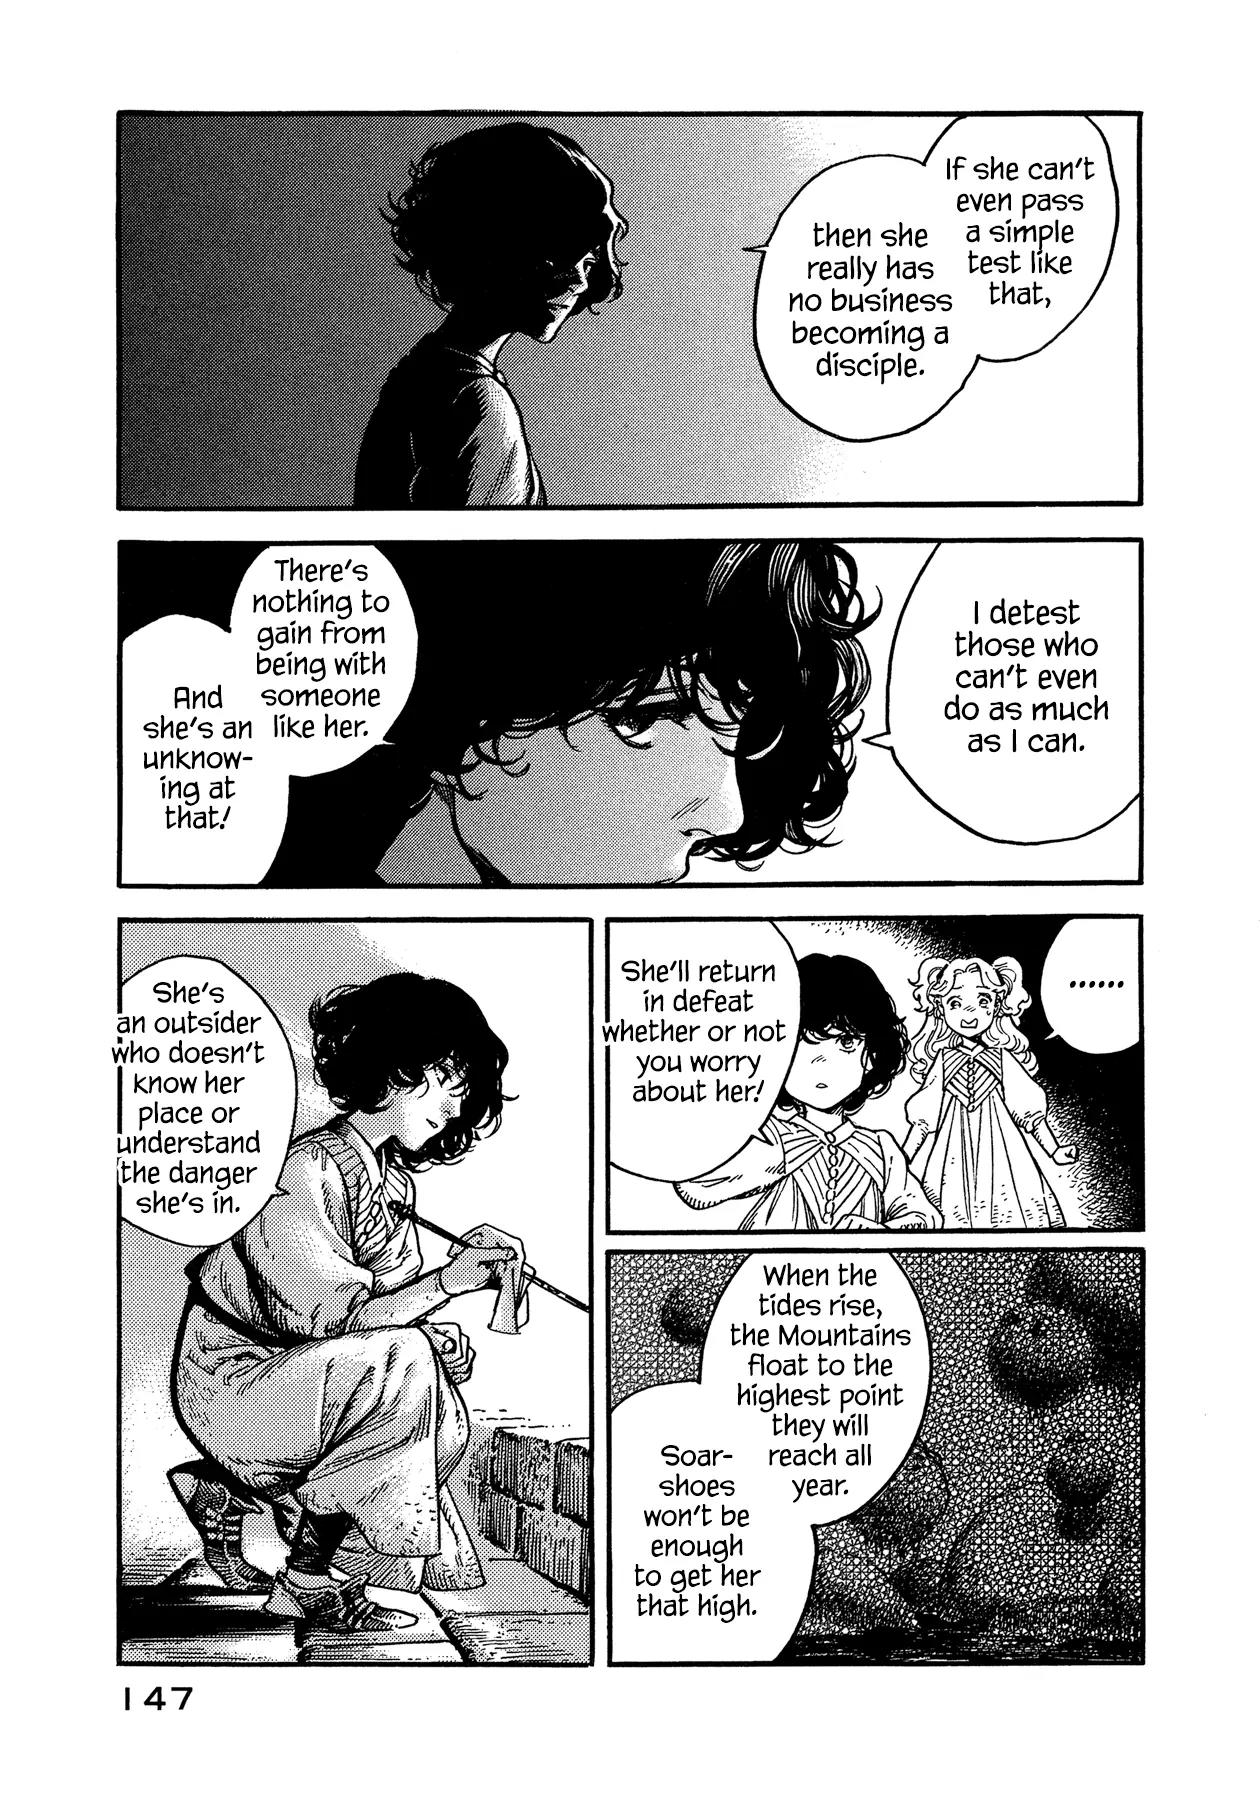 If she can't
even pass
a simple
test like
that,
then she
really has
no business
becoming a
disciple.
I detest
those who
can't even
do as much
as I can.
There's
nothing to
gain from
being with
someone
like her.
And
she's an
unknow-
ing at
that!
......
She'll return
in defeat
whether or not
you worry
about her!
When the
tides rise,
the Mountains
float to the
highest point
they will
reach all
year.
Soar-
shoes
won't be
enough
to get her
that high.
She's
an outsider
who doesn't
know her
place or
understand
the danger
she's in.
147